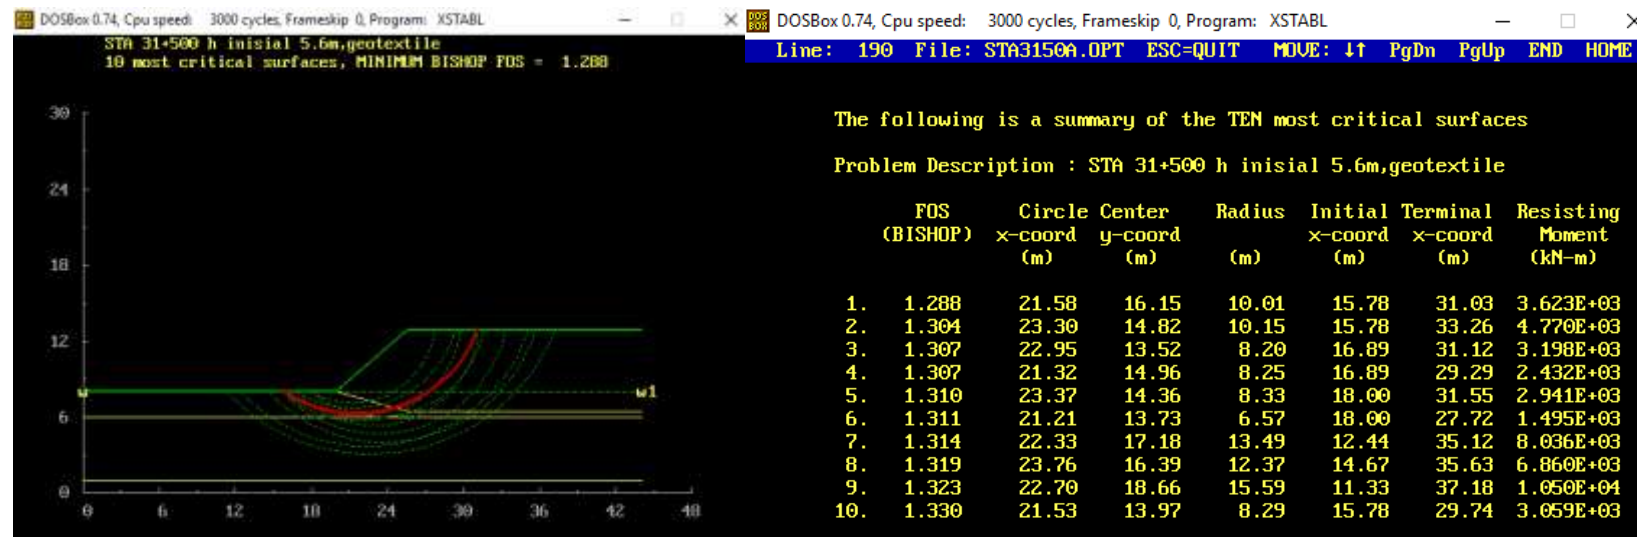 DOSBox 0.74, Cpu speed: 3000 cycles, Frameskip 0, Program: XSTABL
STA 31+500 h inisial 5.6m,geotextile
10 most critical surfaces, MINIMUM BISHOP FOS = 1.288
30
24
18
12
w w1
6
0
0 6 12 18 24 30 36 42 48
DOSBox 0.74, Cpu speed: 3000 cycles, Frameskip 0, Program: XSTABL
Line: 190 File: STA3150A.OPT ESC=QUIT MOVE: ↓↑ PgDn PgUp END HOME
The following is a summary of the TEN most critical surfaces
Problem Description : STA 31+500 h inisial 5.6m,geotextile
FOS Circle Center Radius Initial Terminal Resisting
(BISHOP) x-coord y-coord x-coord x-coord Moment
(m) (m) (m) (m) (m) (kN-m)
1. 1.288 21.58 16.15 10.01 15.78 31.03 3.623E+03
2. 1.304 23.30 14.82 10.15 15.78 33.26 4.770E+03
3. 1.307 22.95 13.52 8.20 16.89 31.12 3.198E+03
4. 1.307 21.32 14.96 8.25 16.89 29.29 2.432E+03
5. 1.310 23.37 14.36 8.33 18.00 31.55 2.941E+03
6. 1.311 21.21 13.73 6.57 18.00 27.72 1.495E+03
7. 1.314 22.33 17.18 13.49 12.44 35.12 8.036E+03
8. 1.319 23.76 16.39 12.37 14.67 35.63 6.860E+03
9. 1.323 22.70 18.66 15.59 11.33 37.18 1.050E+04
10. 1.330 21.53 13.97 8.29 15.78 29.74 3.059E+03